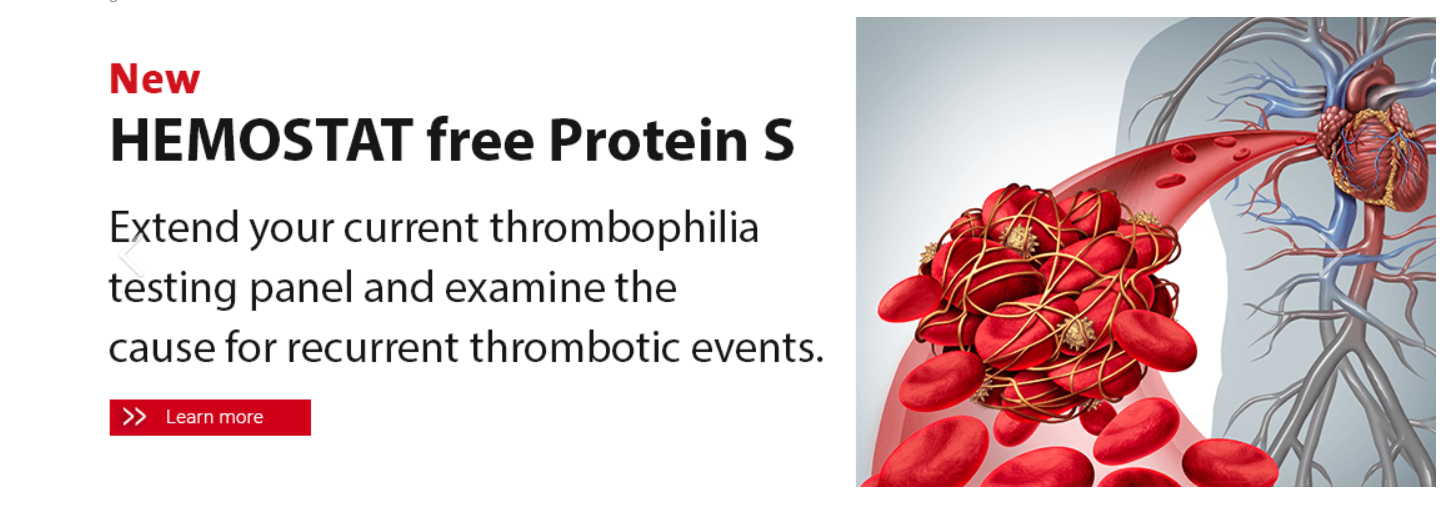 New
HEMOSTAT free Protein S
Extend your current thrombophilia
testing panel and examine the
cause for recurrent thrombotic events.
Learn more